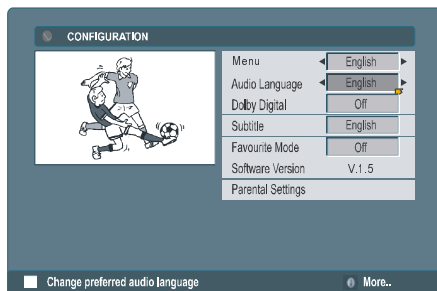 CONFIGURATION
Menu English
Audio Language English
Dolby Digital Off
Subtitle English
Favourite Mode Off
Software Version V.1.5
Parental Settings
Change preferred audio language
More..